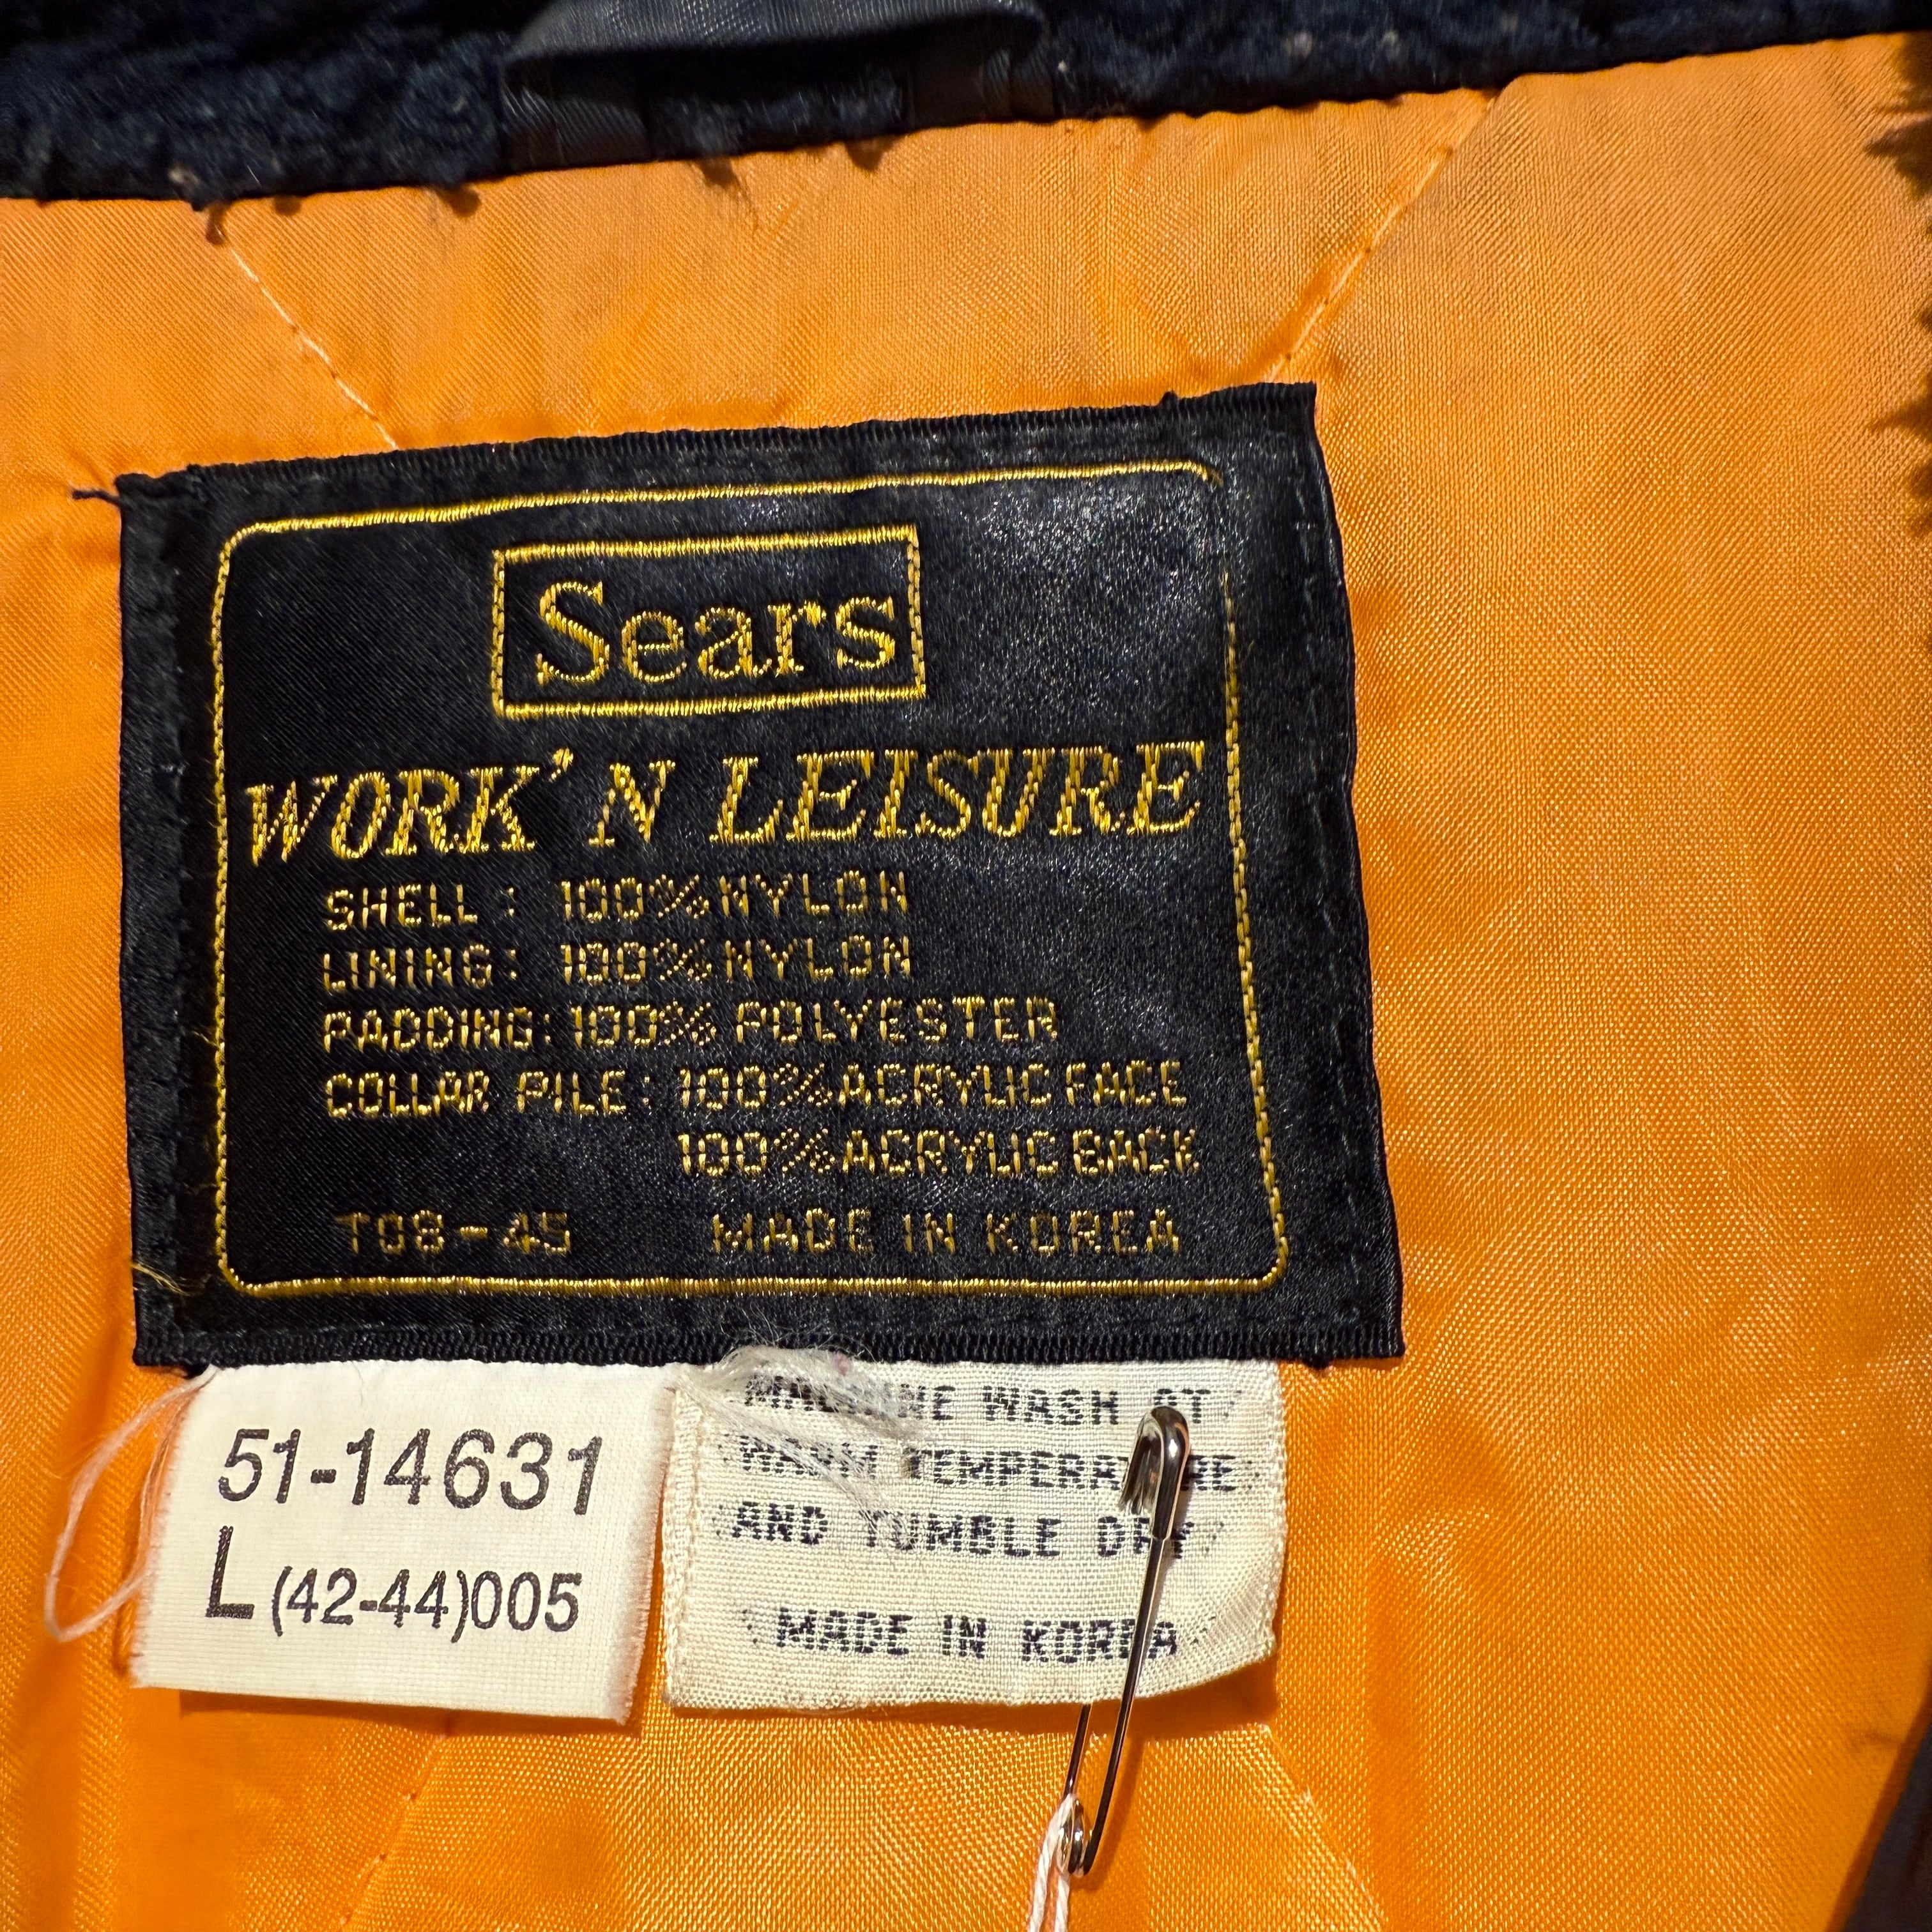 Sears
WORK'N LEISURE
SHELL: 100% NYLON
LINING: 100% NYLON
PADDING: 100% POLYESTER
COLLAR PILE: 100% ACRYLIC FACE
100% ACRYLIC BACK
T08-45 MADE IN KOREA
51-14631
L (42-44)005
MACHINE WASH AT
WARM TEMPERATURE
AND TUMBLE DRY
MADE IN KOREA